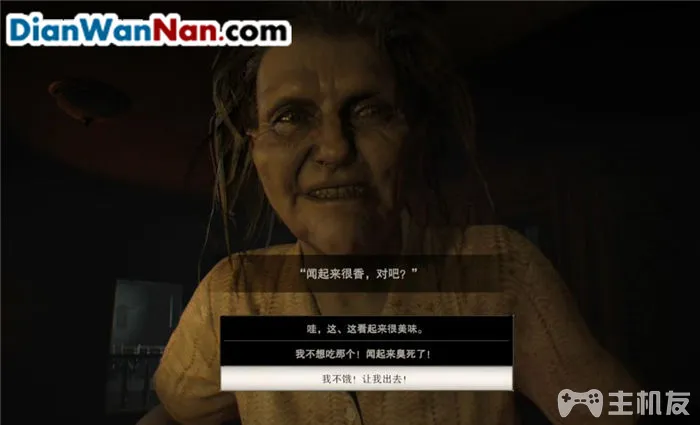 DianWanNan.com
“闻起来很香，对吧？”
哇，这、这看起来很美味。
我不想吃那个！闻起来臭死了！
我不饿！让我出去！
主机友